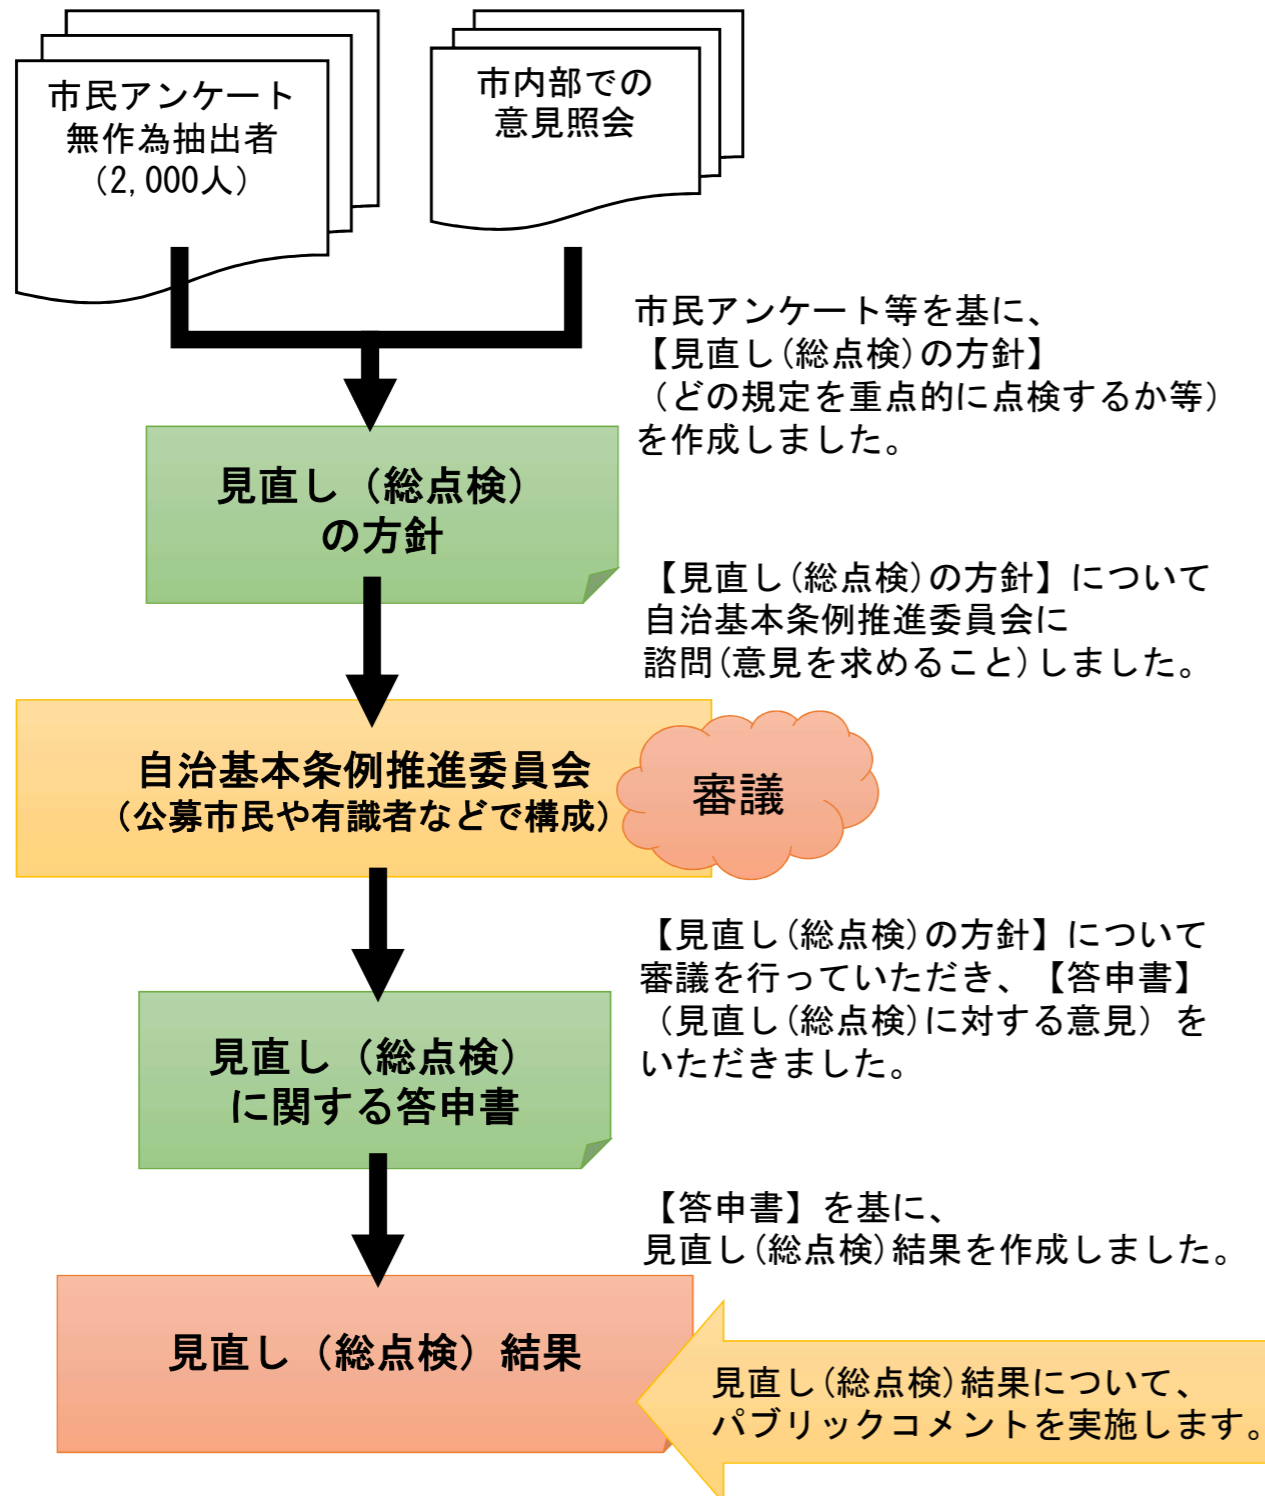 市民アンケート
無作為抽出者
（2,000人）
市内部での
意見照会
市民アンケート等を基に、
【見直し(総点検)の方針】
（どの規定を重点的に点検するか等）
を作成しました。
見直し（総点検）
の方針
【見直し(総点検)の方針】について
自治基本条例推進委員会に
諮問(意見を求めること)しました。
自治基本条例推進委員会
（公募市民や有識者などで構成）
審議
【見直し(総点検)の方針】について
審議を行っていただき、【答申書】
（見直し(総点検)に対する意見）を
いただきました。
見直し（総点検）
に関する答申書
【答申書】を基に、
見直し(総点検)結果を作成しました。
見直し（総点検）結果
見直し(総点検)結果について、
パブリックコメントを実施します。